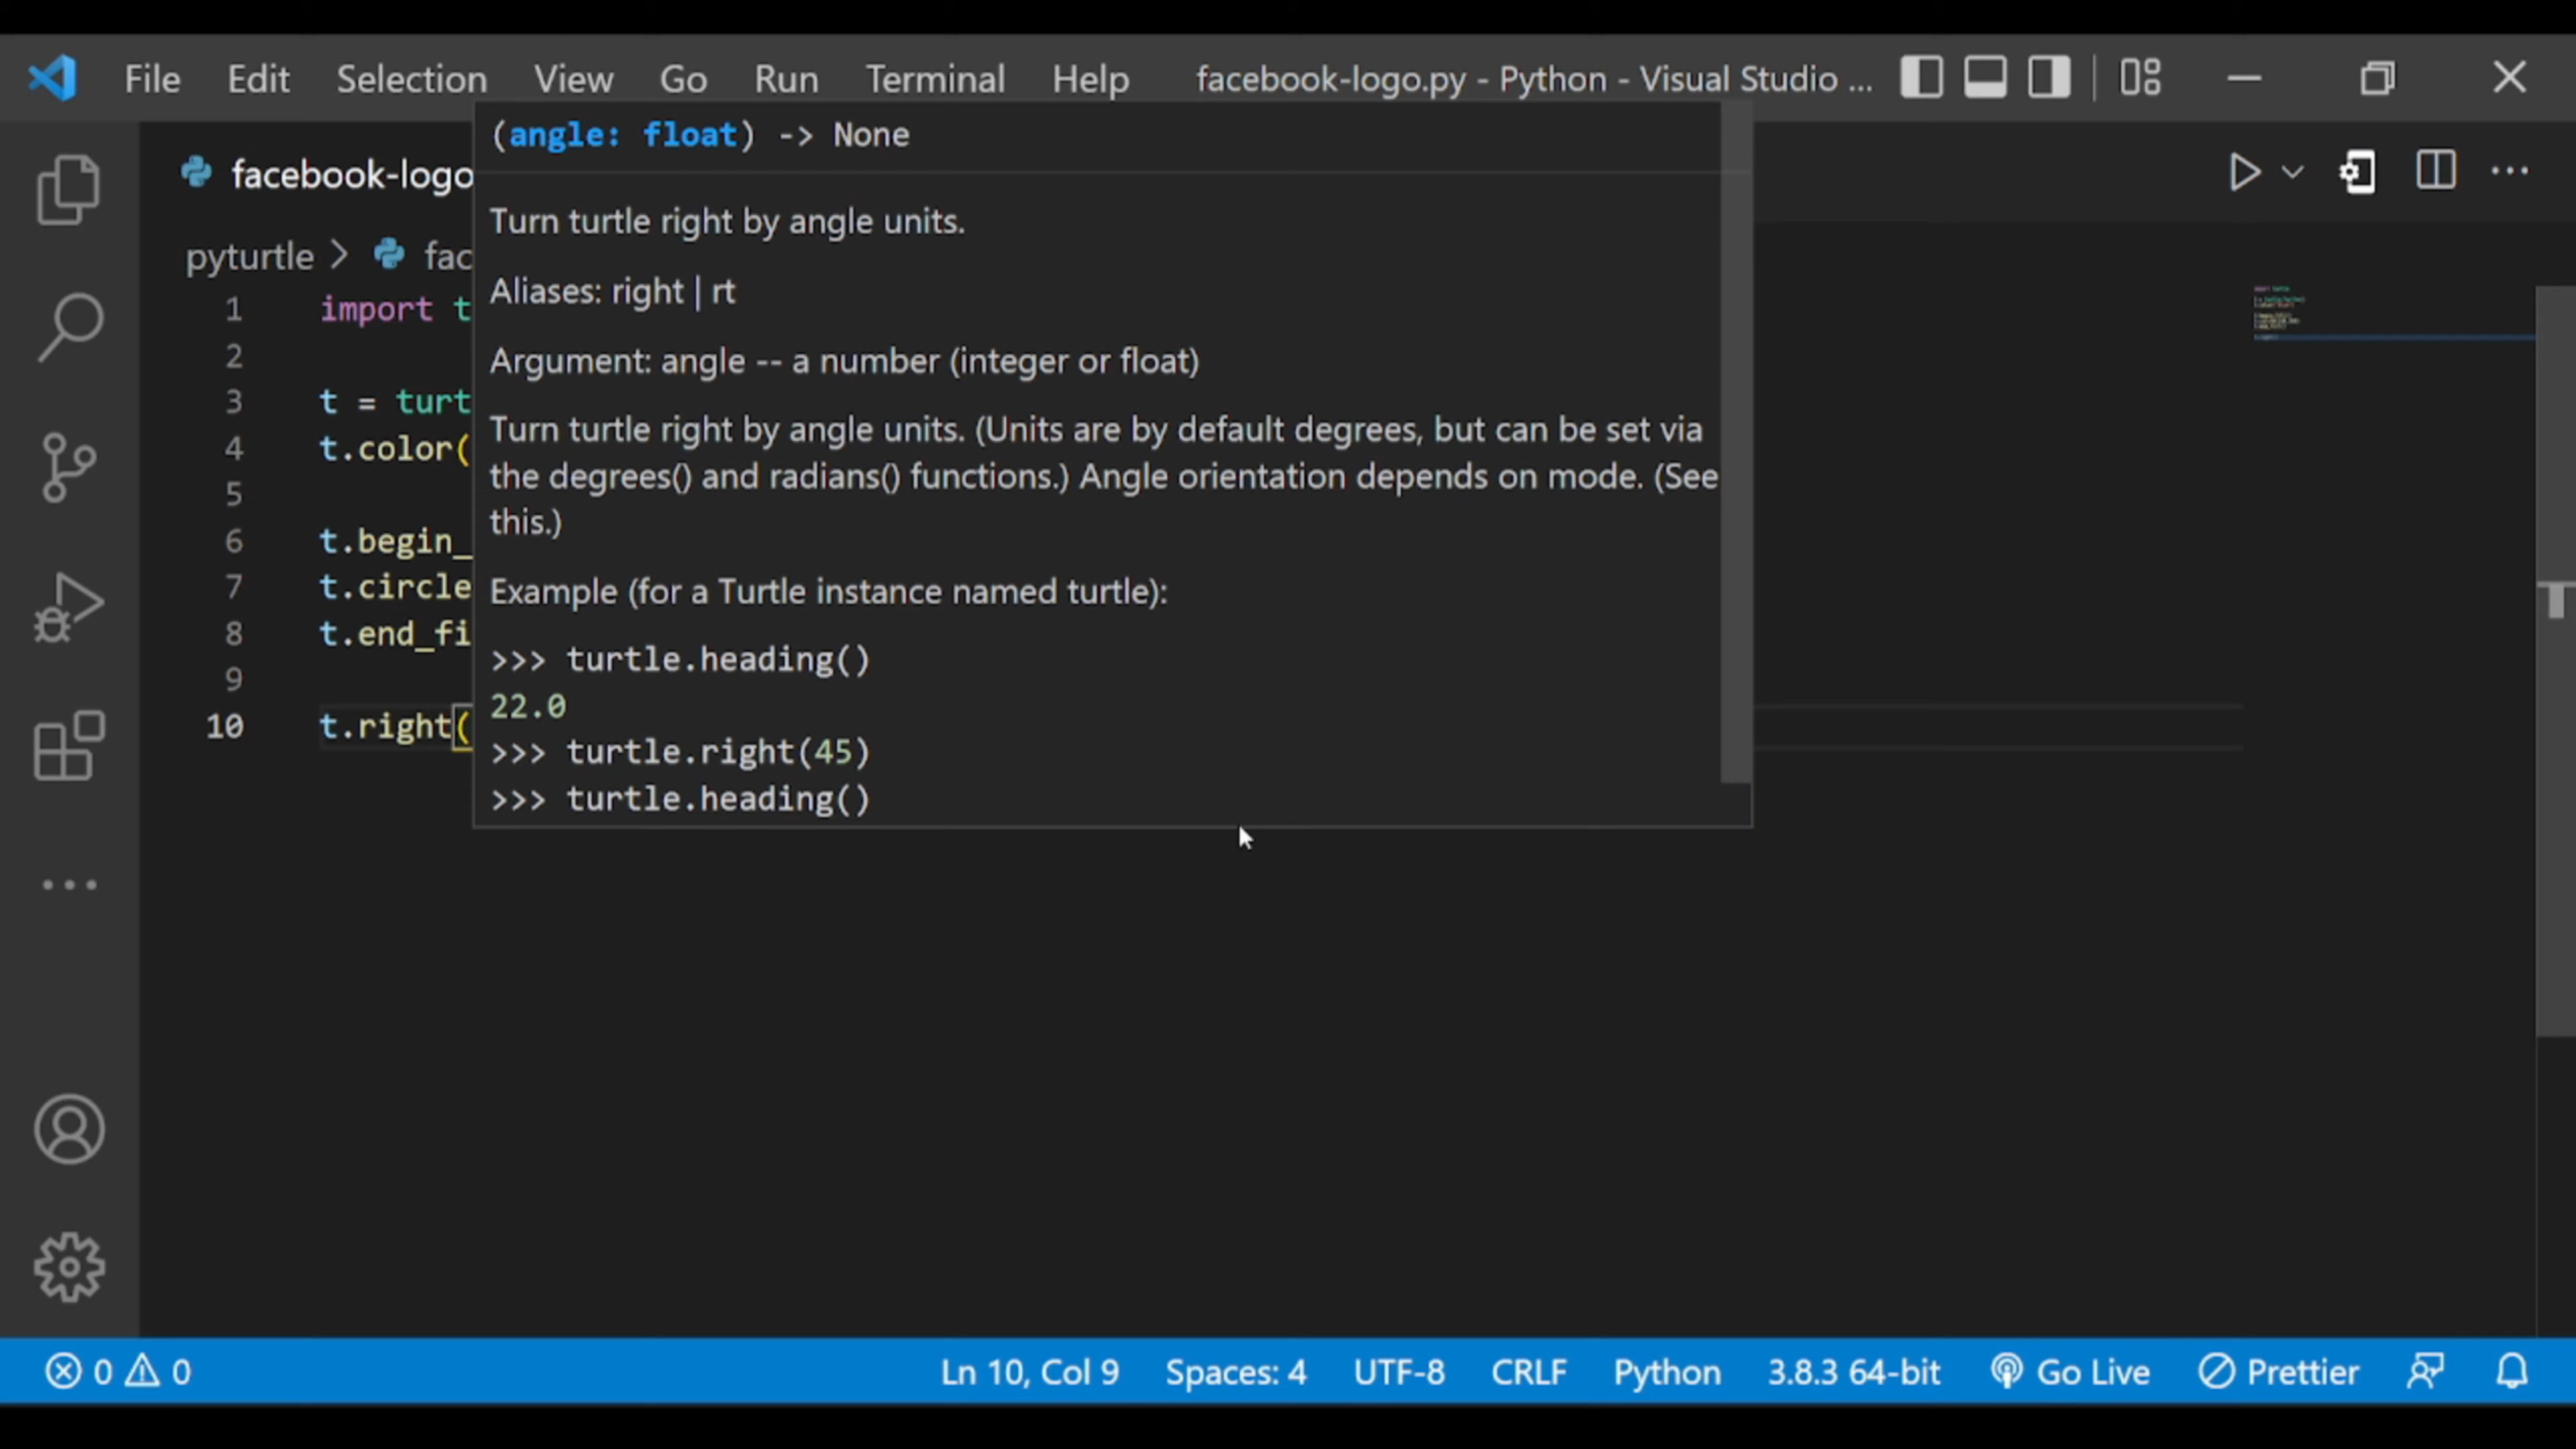 File Edit Selection View Go Run Terminal Help facebook-logo.py - Python - Visual Studio ...
facebook-logo
pyturtle > fac
(angle: float) -> None
Turn turtle right by angle units.
Aliases: right | rt
Argument: angle -- a number (integer or float)
Turn turtle right by angle units. (Units are by default degrees, but can be set via
the degrees() and radians() functions.) Angle orientation depends on mode. (See
this.)
Example (for a Turtle instance named turtle):
>>> turtle.heading()
22.0
>>> turtle.right(45)
>>> turtle.heading()
1 import t
2
3 t = turt
4 t.color(
5
6 t.begin_
7 t.circle
8 t.end_fi
9
10 t.right(
0 0 Ln 10, Col 9 Spaces: 4 UTF-8 CRLF Python 3.8.3 64-bit Go Live Prettier